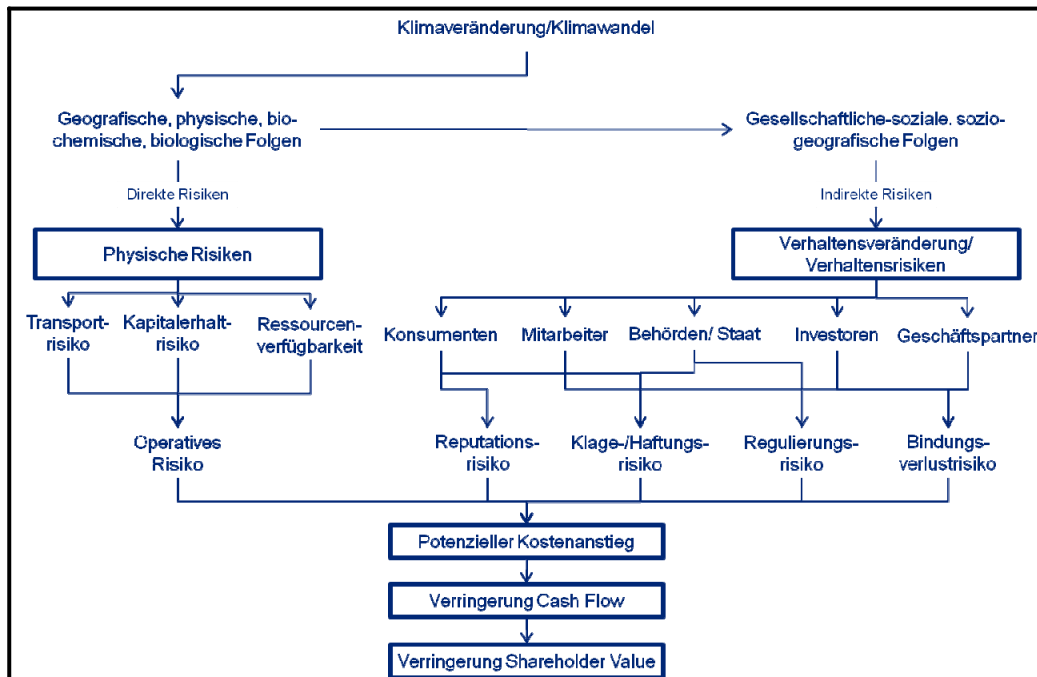 Klimaveränderung/Klimawandel
Geografische, physische, bio-
chemische, biologische Folgen
Gesellschaftliche-soziale, sozio-
geografische Folgen
Direkte Risiken
Indirekte Risiken
Physische Risiken
Verhaltensveränderung/
Verhaltensrisiken
Transport-
risiko
Kapitalerhalt-
risiko
Ressourcen-
verfügbarkeit
Konsumenten
Mitarbeiter
Behörden/ Staat
Investoren
Geschäftspartner
Operatives
Risiko
Reputations-
risiko
Klage-/Haftungs-
risiko
Regulierungs-
risiko
Bindungs-
verlustrisiko
Potenzieller Kostenanstieg
Verringerung Cash Flow
Verringerung Shareholder Value